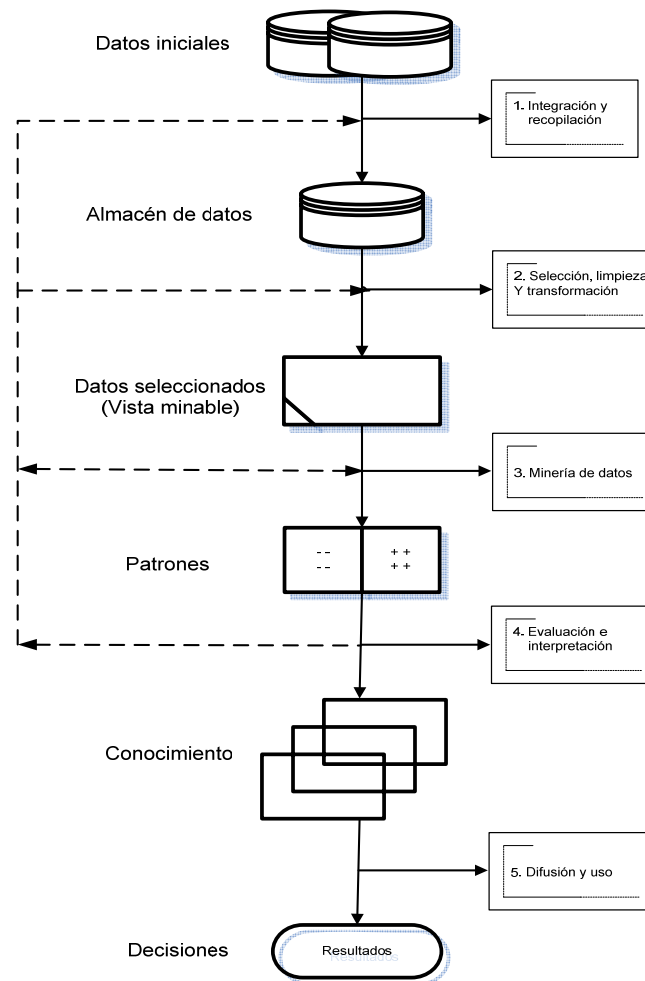 Datos iniciales
1. Integración y
recopilación
Almacén de datos
2. Selección, limpieza
Y transformación
Datos seleccionados
(Vista minable)
3. Minería de datos
Patrones
-- ++
-- ++
4. Evaluación e
interpretación
Conocimiento
5. Difusión y uso
Decisiones
Resultados
Resultados